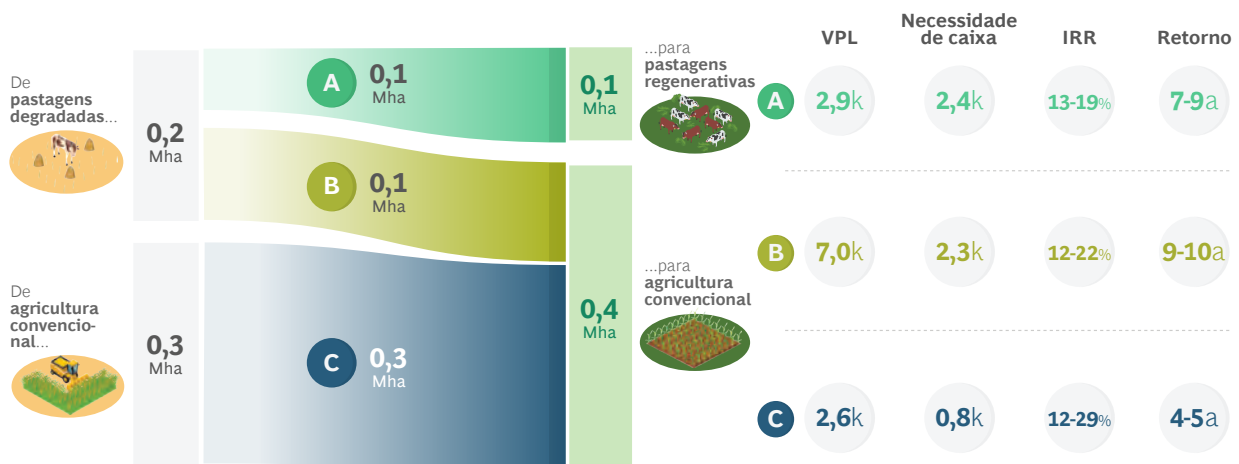 De
pastagens
degradadas...
0,2
Mha
De
agricultura
convencio-
nal...
0,3
Mha
A
0,1
Mha
B
0,1
Mha
C
0,3
Mha
0,1
Mha
0,4
Mha
...para
pastagens
regenerativas
...para
agricultura
convencional
VPL
Necessidade
de caixa
IRR
Retorno
A
2,9k
2,4k
13-19%
7-9a
B
7,0k
2,3k
12-22%
9-10a
C
2,6k
0,8k
12-29%
4-5a